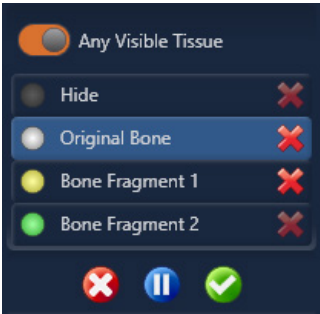 Any Visible Tissue
Hide
Original Bone
Bone Fragment 1
Bone Fragment 2